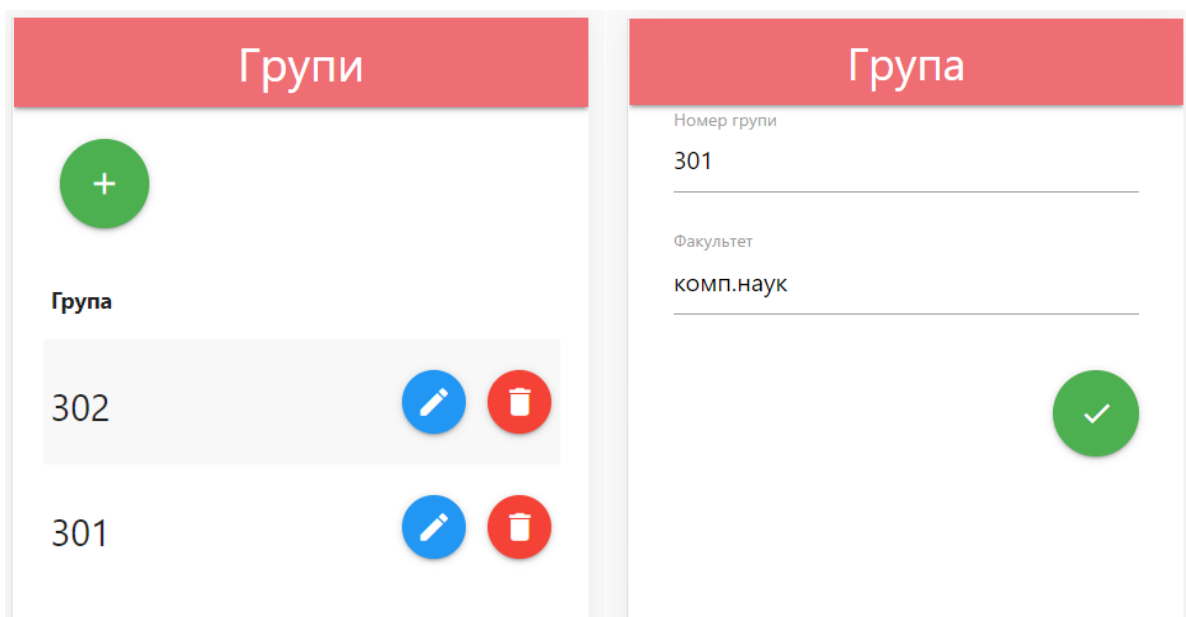 Групи
Група
302
301
Група
Номер групи
301
Факультет
комп.наук